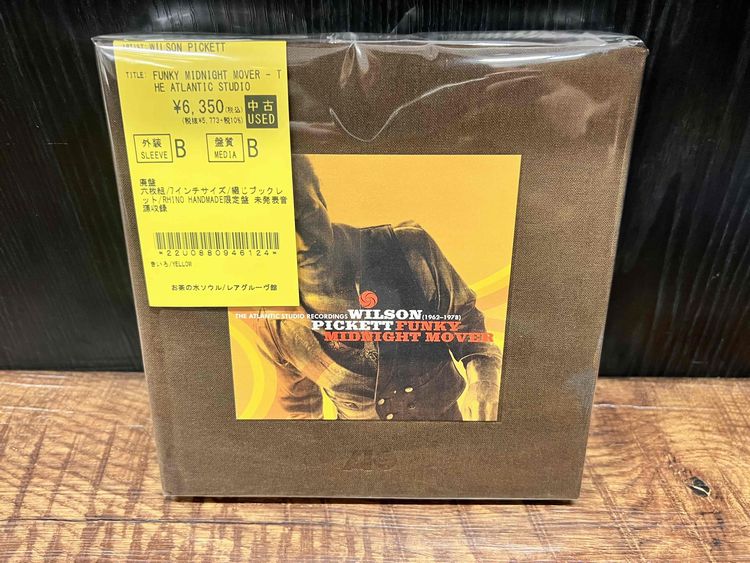 ARTIST: WILSON PICKETT
TITLE: FUNKY MIDNIGHT MOVER - T
HE ATLANTIC STUDIO
¥6,350(税込)
(税抜¥5,773+税10%)
中古
USED
外装
SLEEVE
B
盤質
MEDIA
B
廃盤
六枚組/7インチサイズ/綴じブックレ
ット/RHINO HANDMADE限定盤 未発表音
源収録
*22U0880946124*
きいろ/YELLOW
お茶の水ソウル/レアグルーヴ館
THE ATLANTIC STUDIO RECORDINGS WILSON (1962–1978)
PICKETT FUNKY
MIDNIGHT MOVER